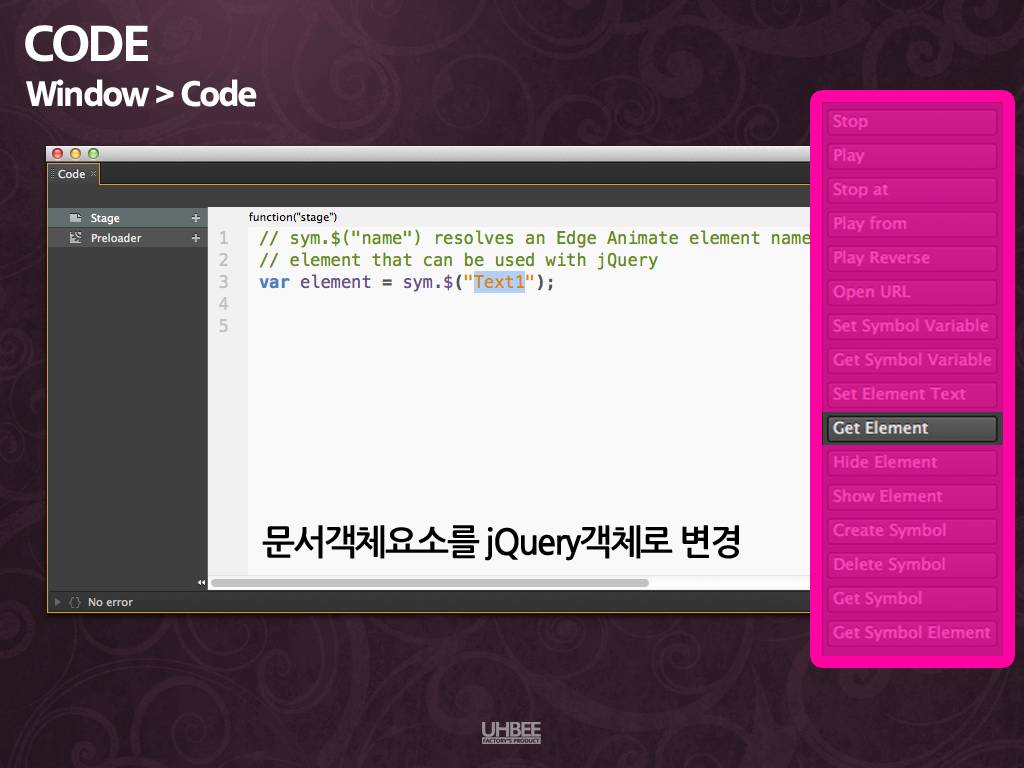 CODE
Window > Code
Code
Stage
Preloader
function("stage")
1 // sym.$("name") resolves an Edge Animate element name
2 // element that can be used with jQuery
3 var element = sym.$("Text1");
4
5
문서객체요소를 jQuery객체로 변경
{} No error
Stop
Play
Stop at
Play from
Play Reverse
Open URL
Set Symbol Variable
Get Symbol Variable
Set Element Text
Get Element
Hide Element
Show Element
Create Symbol
Delete Symbol
Get Symbol
Get Symbol Element
UHBEE
FACTORY'S PRODUCT